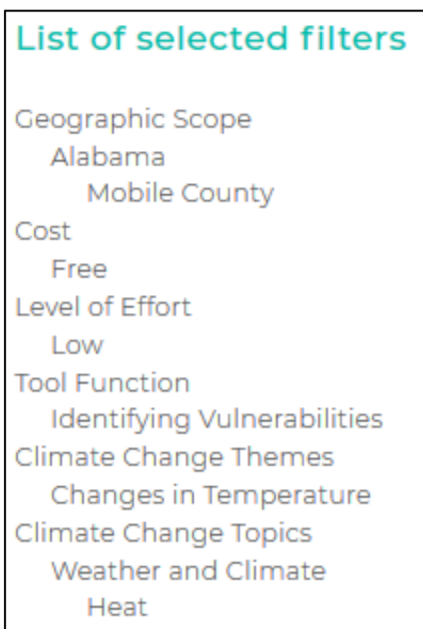 List of selected filters
Geographic Scope
Alabama
Mobile County
Cost
Free
Level of Effort
Low
Tool Function
Identifying Vulnerabilities
Climate Change Themes
Changes in Temperature
Climate Change Topics
Weather and Climate
Heat